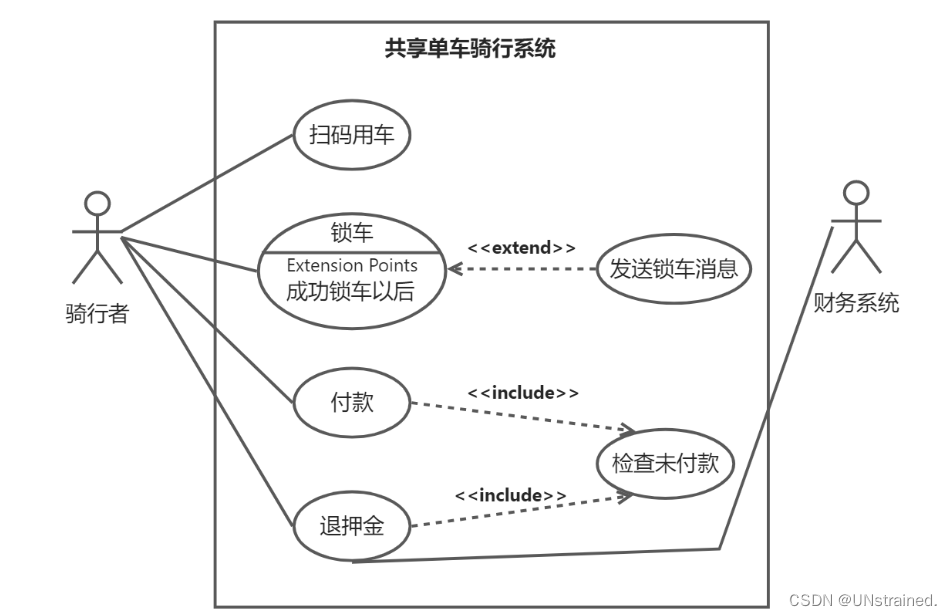 共享单车骑行系统
扫码用车
锁车
Extension Points
成功锁车以后
<<extend>>
发送锁车消息
骑行者
财务系统
付款
<<include>>
检查未付款
<<include>>
退押金
CSDN @UNstrained.